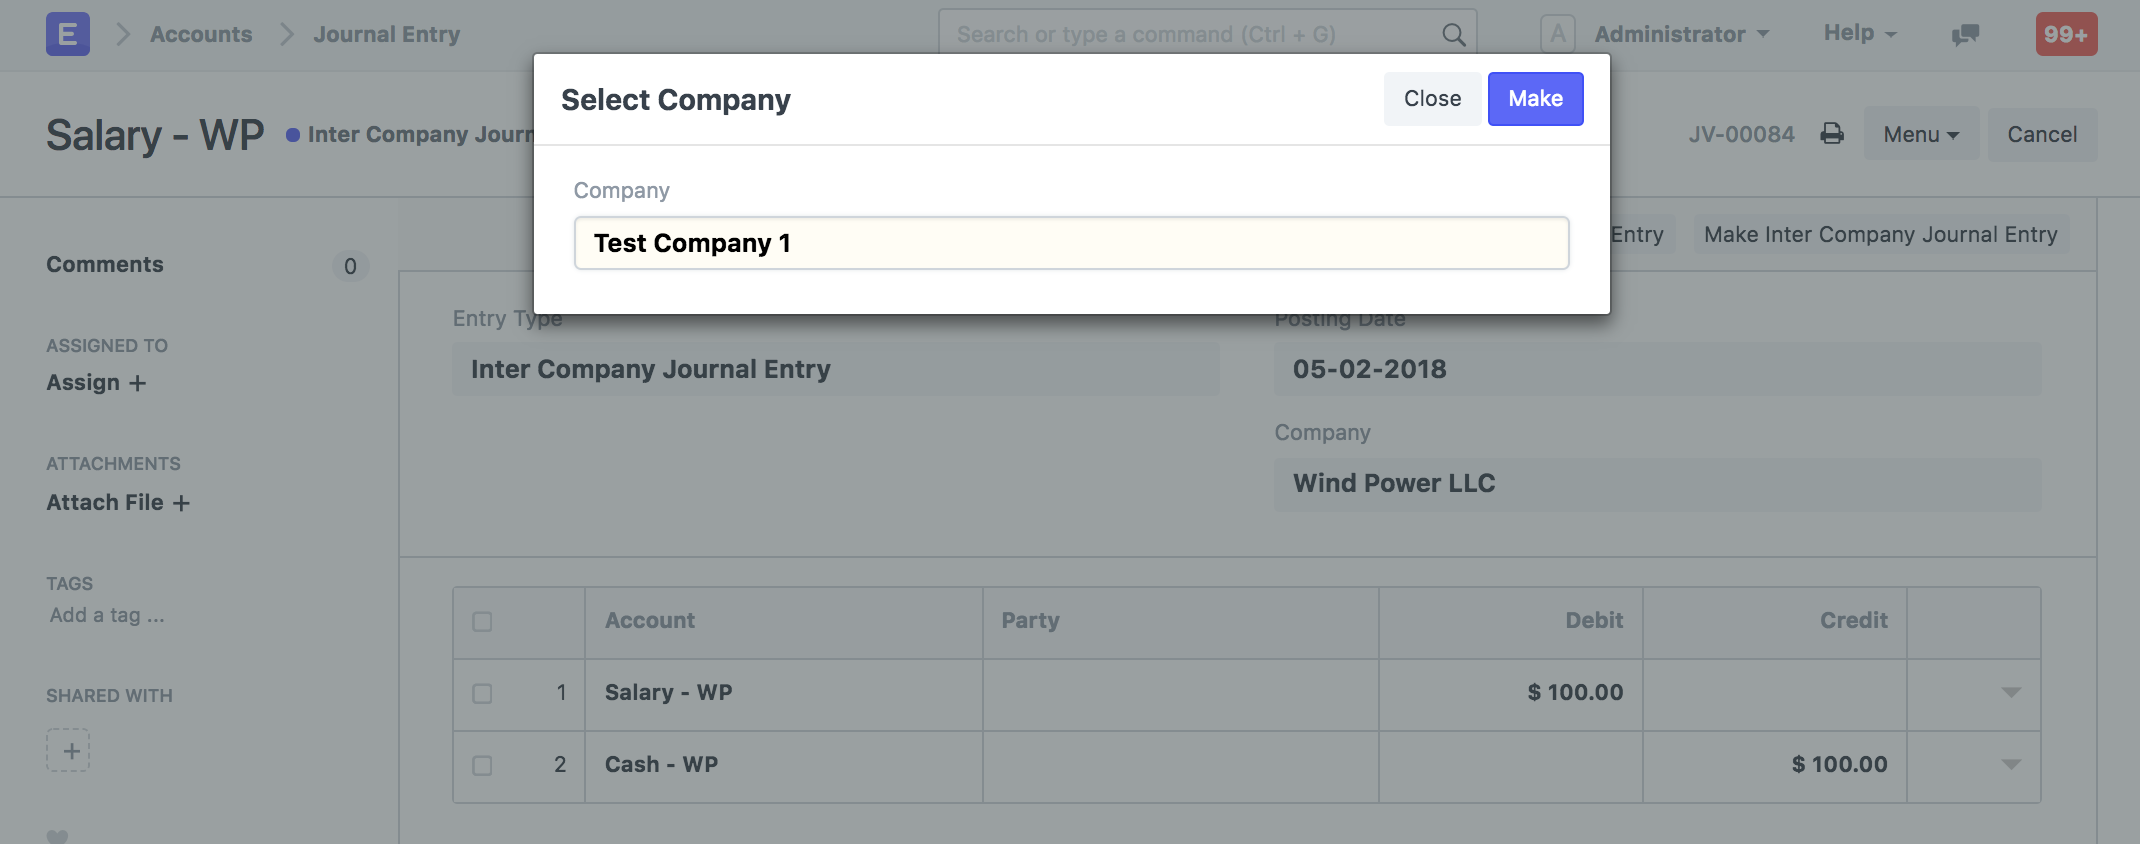 E Accounts Journal Entry Search or type a command (Ctrl + G) A Administrator Help 99+
Select Company Close Make
Salary - WP Inter Company Journ JV-00084 Menu Cancel
Company
Test Company 1
Entry Make Inter Company Journal Entry
Comments 0
Entry Type Posting Date
ASSIGNED TO
Inter Company Journal Entry 05-02-2018
Assign +
Company
ATTACHMENTS
Wind Power LLC
Attach File +
TAGS
Add a tag ...
Account Party Debit Credit
1 Salary - WP $ 100.00
SHARED WITH
+
2 Cash - WP $ 100.00